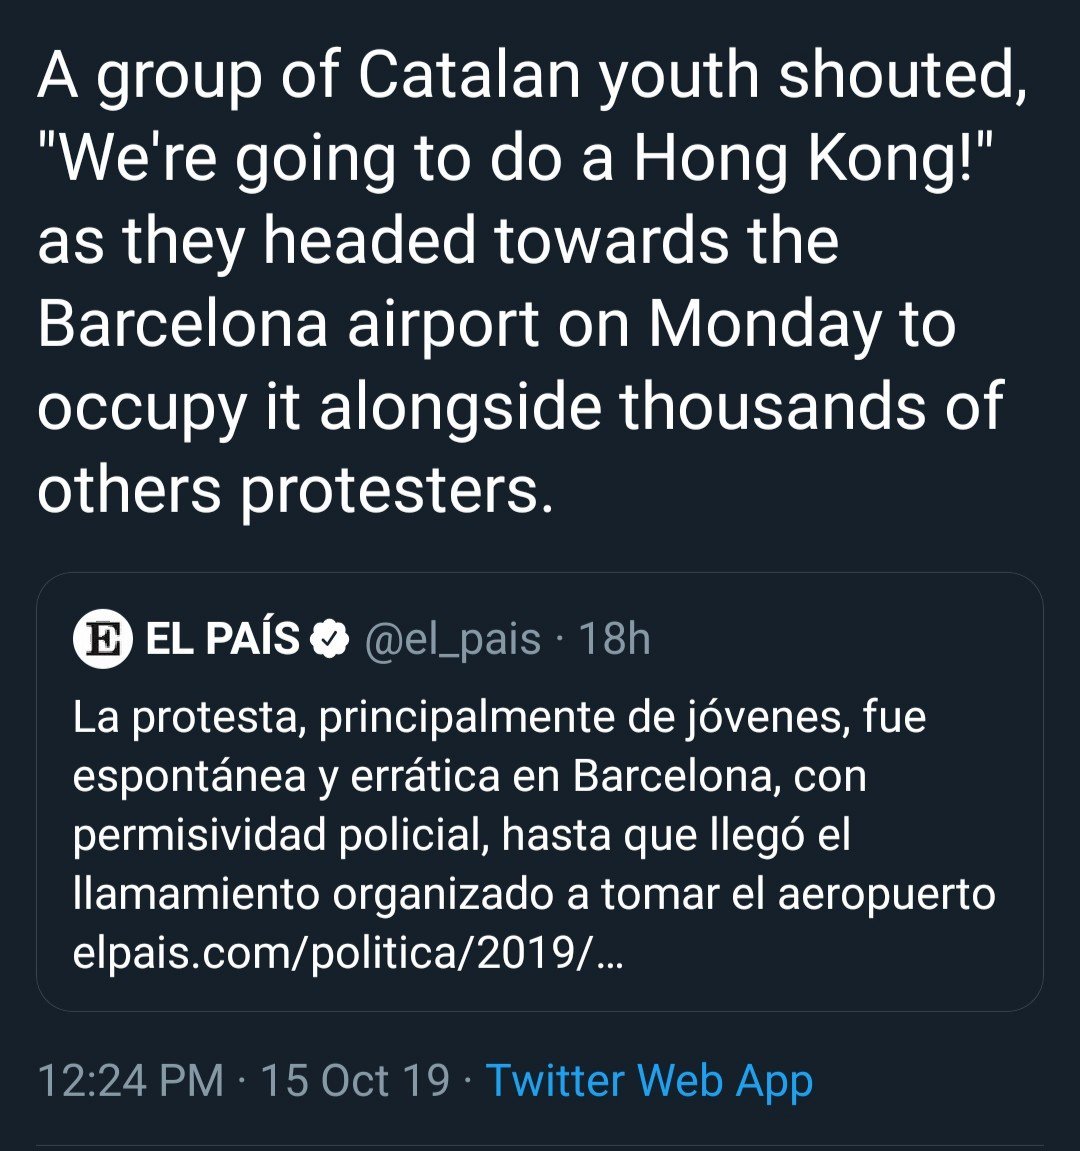 A group of Catalan youth shouted,
"We're going to do a Hong Kong!"
as they headed towards the
Barcelona airport on Monday to
occupy it alongside thousands of
others protesters.
E EL PAÍS @el_pais · 18h
La protesta, principalmente de jóvenes, fue
espontánea y errática en Barcelona, con
permisividad policial, hasta que llegó el
llamamiento organizado a tomar el aeropuerto
elpais.com/politica/2019/...
12:24 PM · 15 Oct 19 · Twitter Web App